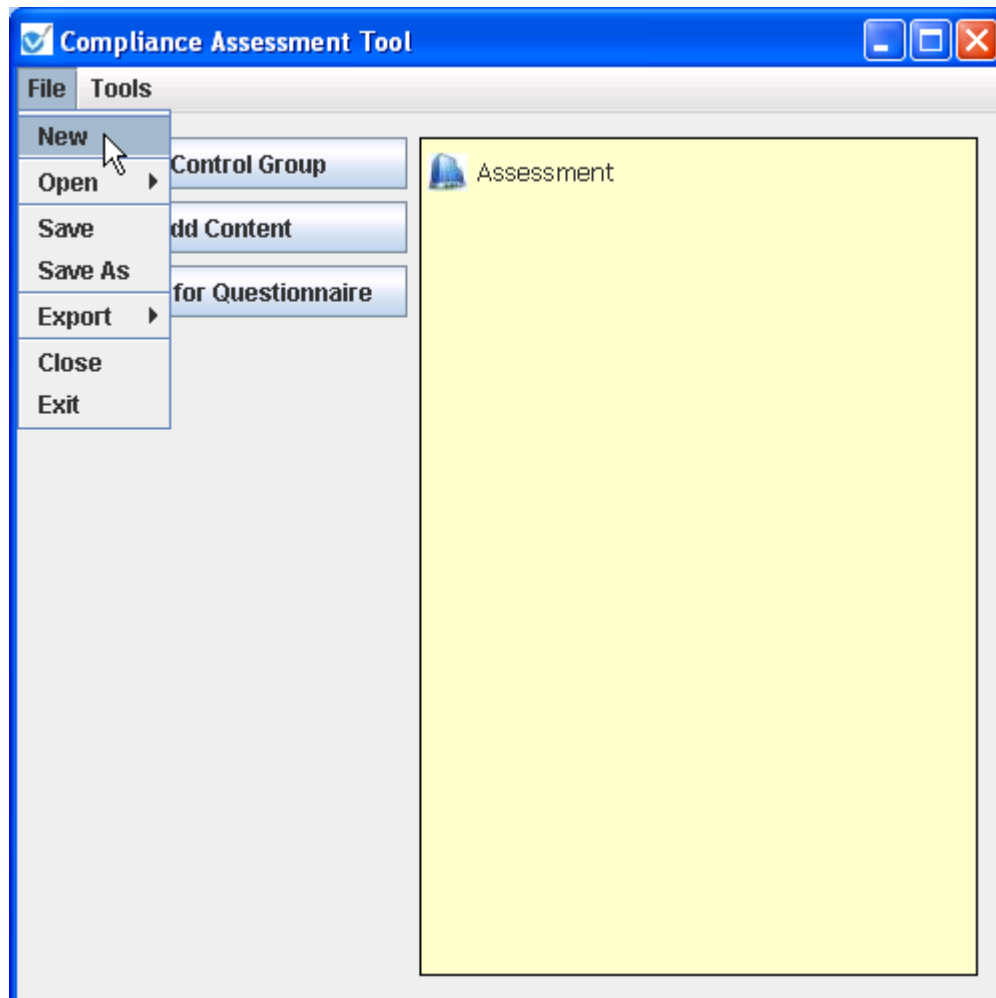 Compliance Assessment Tool
File Tools
New
Open
Save
Save As
Export
Close
Exit
Control Group
dd Content
for Questionnaire
Assessment